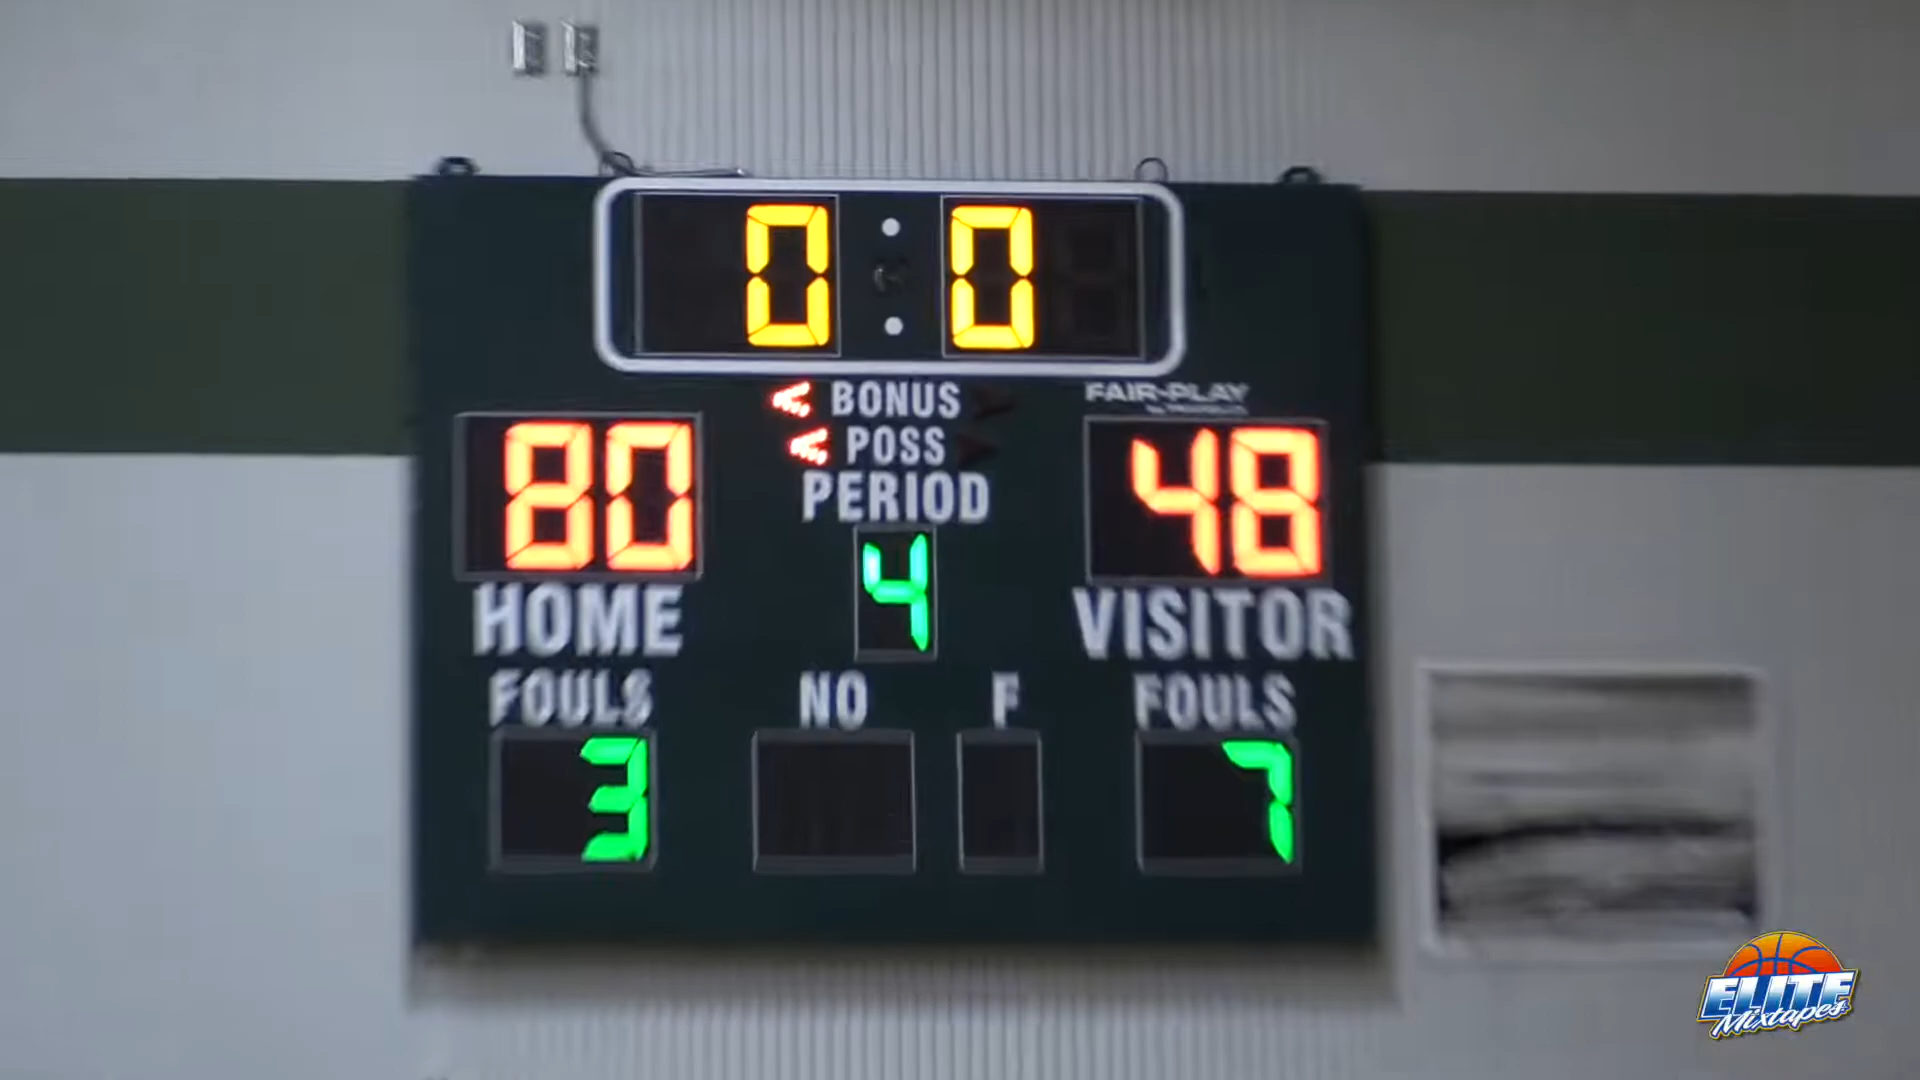 0:0
BONUS
FAIR-PLAY
POSS
80 PERIOD 48
4
HOME VISITOR
FOULS NO F FOULS
3 7
ELITE
Mixtapes